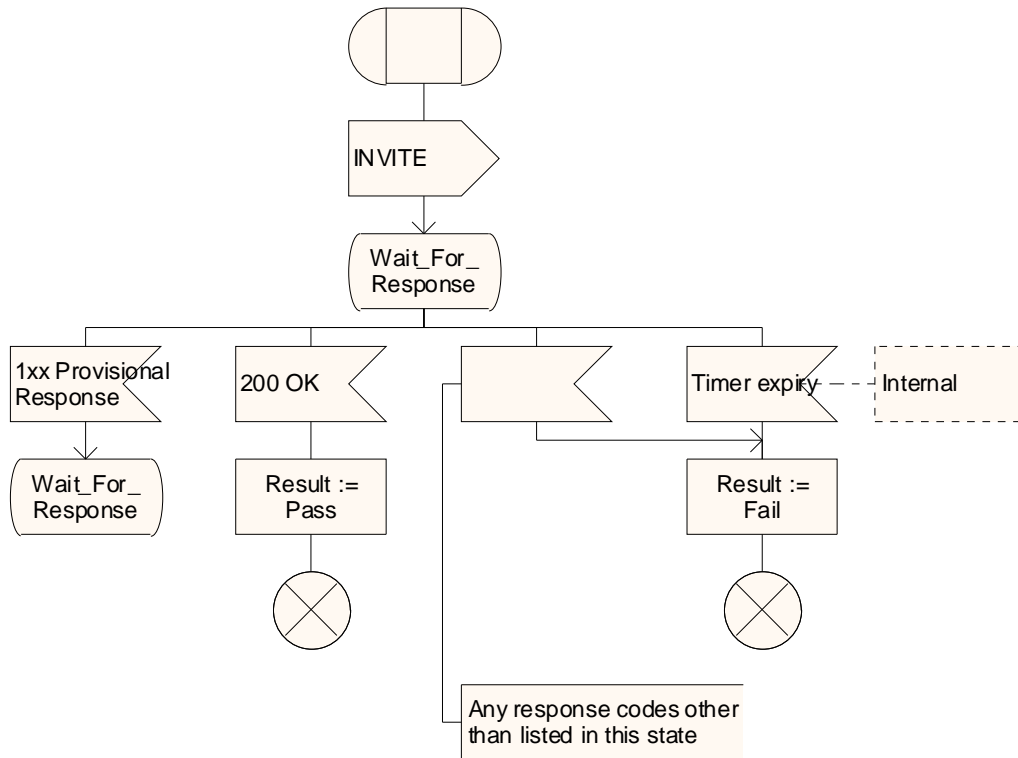 INVITE
Wait_For_
Response
1xx Provisional
Response
200 OK
Timer expiry
Internal
Wait_For_
Response
Result :=
Pass
Result :=
Fail
Any response codes other
than listed in this state